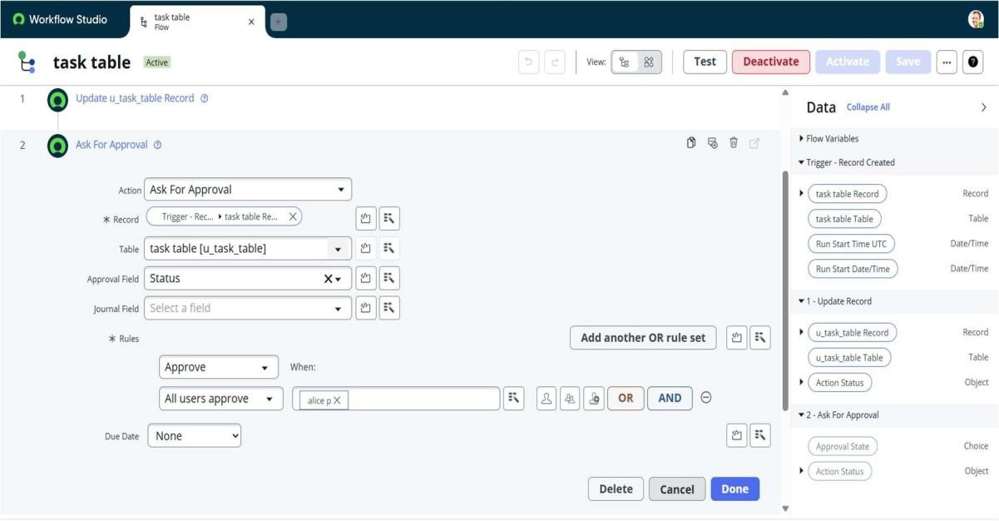 Workflow Studio
task table
Flow
task table Active
View: Test Deactivate Activate Save ... ?
1 Update u_task_table Record ?
2 Ask For Approval ?
Action Ask For Approval
* Record Trigger - Rec... ▸ task table Re... X
Table task table [u_task_table]
Approval Field Status X
Journal Field Select a field
* Rules Add another OR rule set
Approve When:
All users approve alice p X OR AND
Due Date None
Delete Cancel Done
Data Collapse All
Flow Variables
Trigger - Record Created
task table Record Record
task table Table Table
Run Start Time UTC Date/Time
Run Start Date/Time Date/Time
1 - Update Record
u_task_table Record Record
u_task_table Table Table
Action Status Object
2 - Ask For Approval
Approval State Choice
Action Status Object